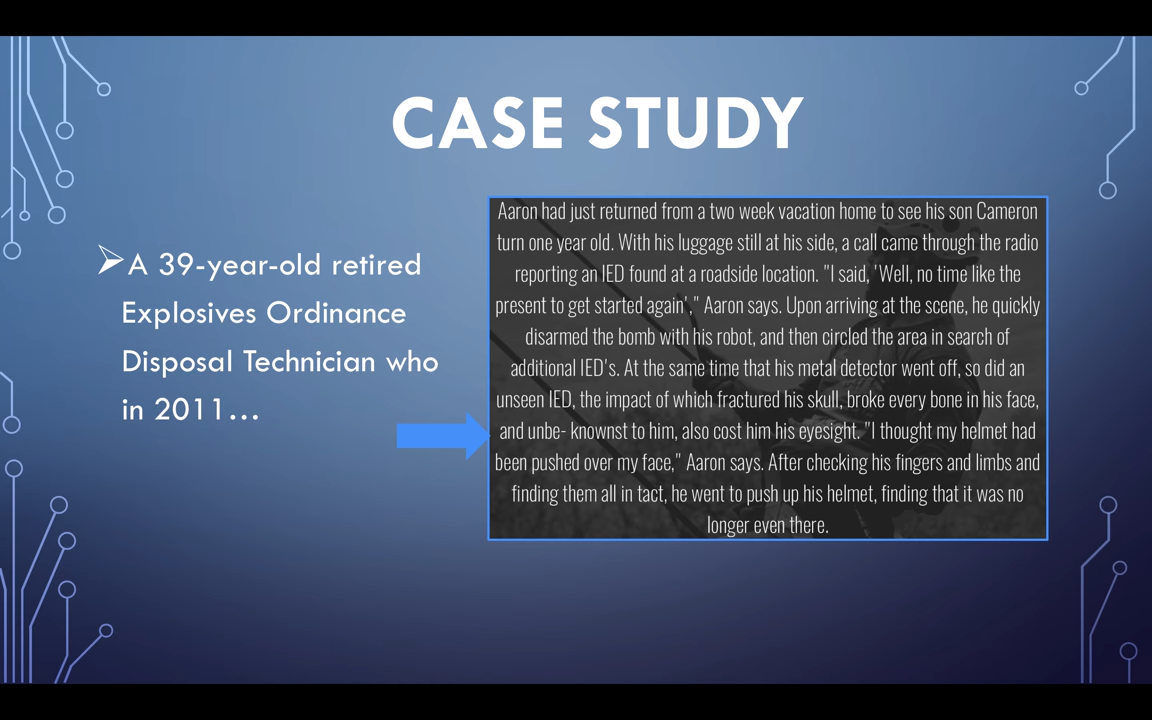 CASE STUDY
A 39-year-old retired
Explosives Ordinance
Disposal Technician who
in 2011…
Aaron had just returned from a two week vacation home to see his son Cameron
turn one year old. With his luggage still at his side, a call came through the radio
reporting an IED found at a roadside location. "I said, 'Well, no time like the
present to get started again'," Aaron says. Upon arriving at the scene, he quickly
disarmed the bomb with his robot, and then circled the area in search of
additional IED's. At the same time that his metal detector went off, so did an
unseen IED, the impact of which fractured his skull, broke every bone in his face,
and unbe- knownst to him, also cost him his eyesight. "I thought my helmet had
been pushed over my face," Aaron says. After checking his fingers and limbs and
finding them all in tact, he went to push up his helmet, finding that it was no
longer even there.